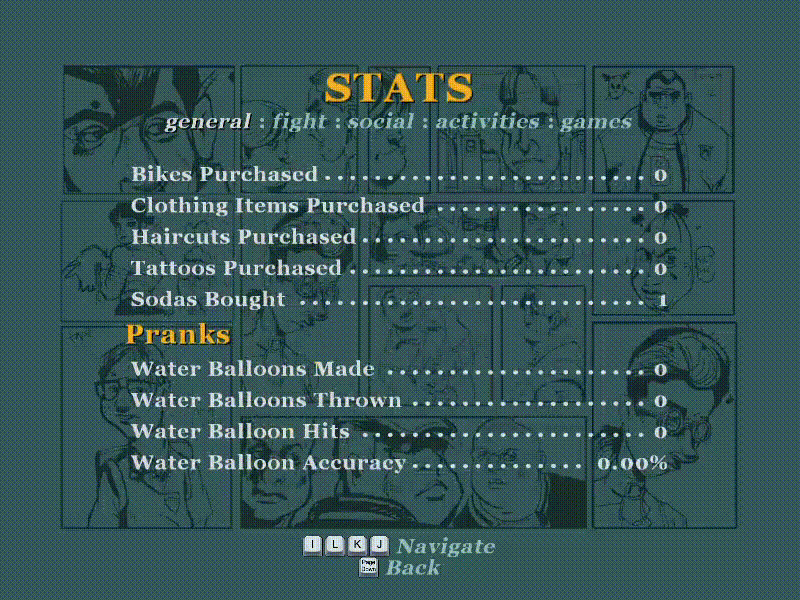 STATS
general : fight : social : activities : games
Bikes Purchased . . . . . . . . . . . . . . . . . . . . . . . . . . 0
Clothing Items Purchased . . . . . . . . . . . . . . . . . 0
Haircuts Purchased . . . . . . . . . . . . . . . . . . . . . . . 0
Tattoos Purchased . . . . . . . . . . . . . . . . . . . . . . . . 0
Sodas Bought . . . . . . . . . . . . . . . . . . . . . . . . . . . . 1
Pranks
Water Balloons Made . . . . . . . . . . . . . . . . . . . . . 0
Water Balloons Thrown . . . . . . . . . . . . . . . . . . . 0
Water Balloon Hits . . . . . . . . . . . . . . . . . . . . . . . 0
Water Balloon Accuracy . . . . . . . . . . . . . . 0.00%
I L K J Navigate
Page Down Back